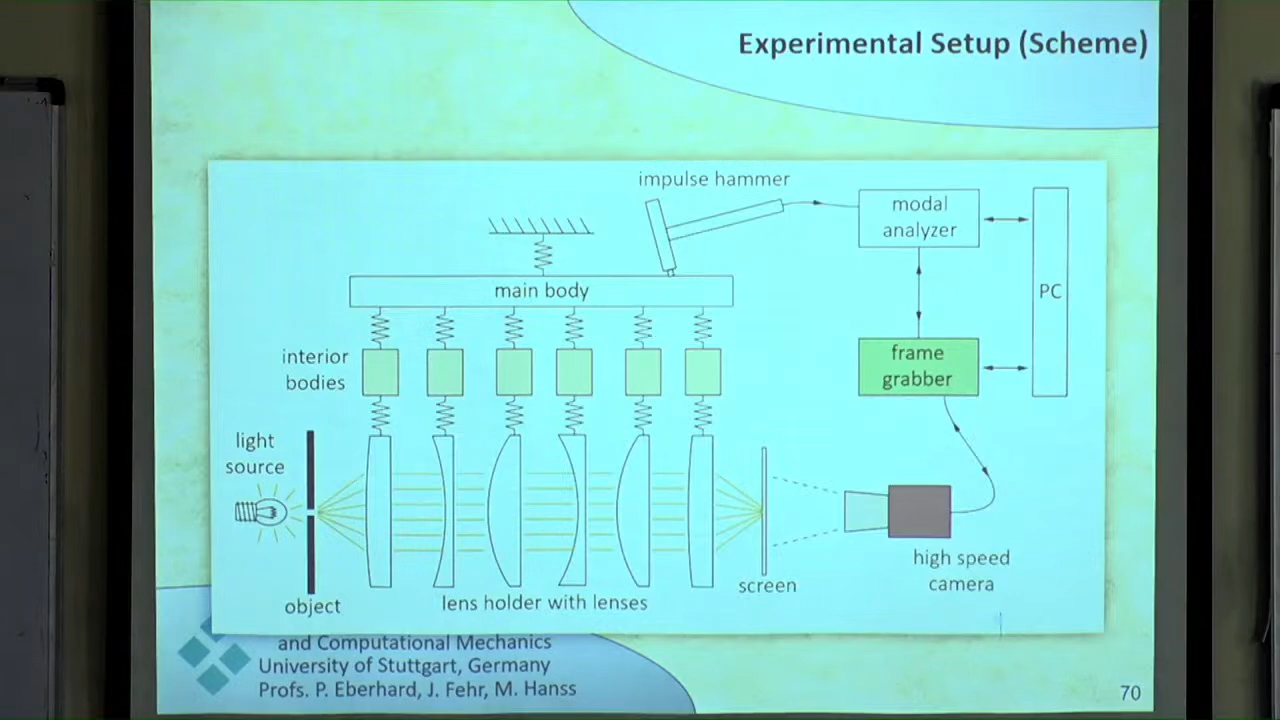 Experimental Setup (Scheme)
impulse hammer
modal
analyzer
PC
main body
interior
bodies
frame
grabber
light
source
high speed
camera
screen
object
lens holder with lenses
and Computational Mechanics
University of Stuttgart, Germany
Profs. P. Eberhard, J. Fehr, M. Hanss
70